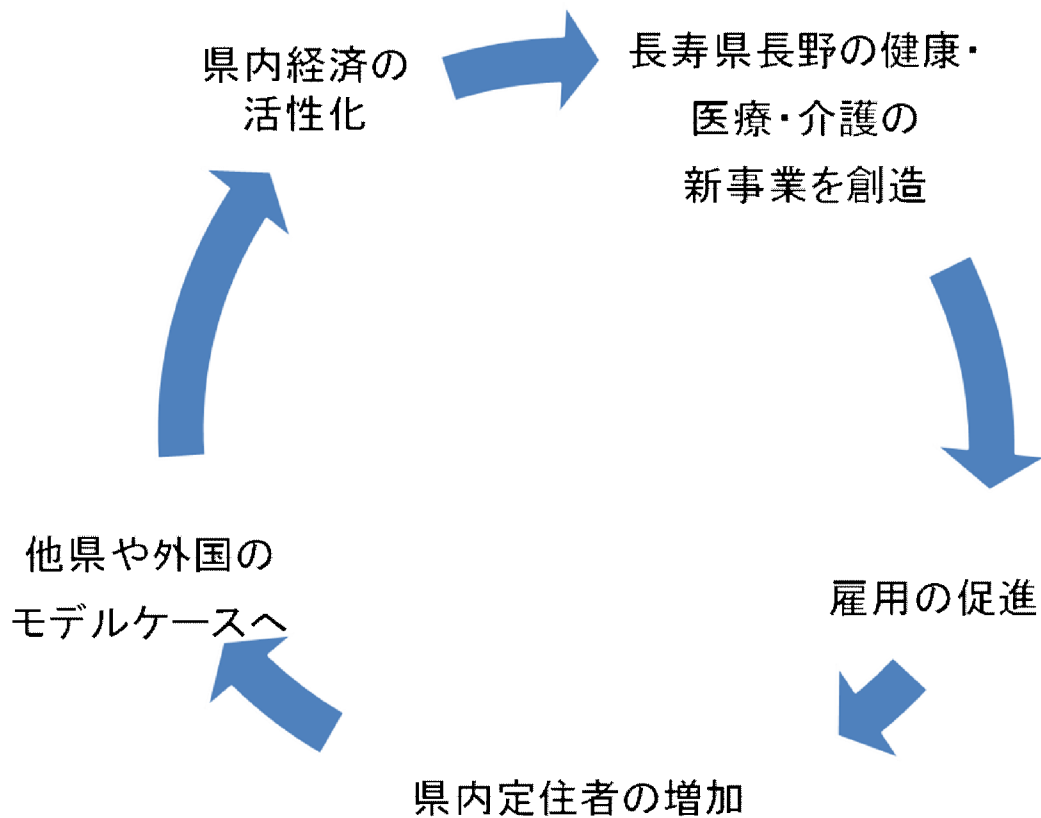 県内経済の
活性化
長寿県長野の健康・
医療・介護の
新事業を創造
雇用の促進
県内定住者の増加
他県や外国の
モデルケースへ